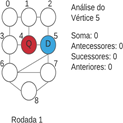 0 1 2
Análise do
Vértice 5
3 4 Q D 5
Soma: 0
Antecessores: 0
Sucessores: 0
Anteriores: 0
6 7
8
Rodada 1